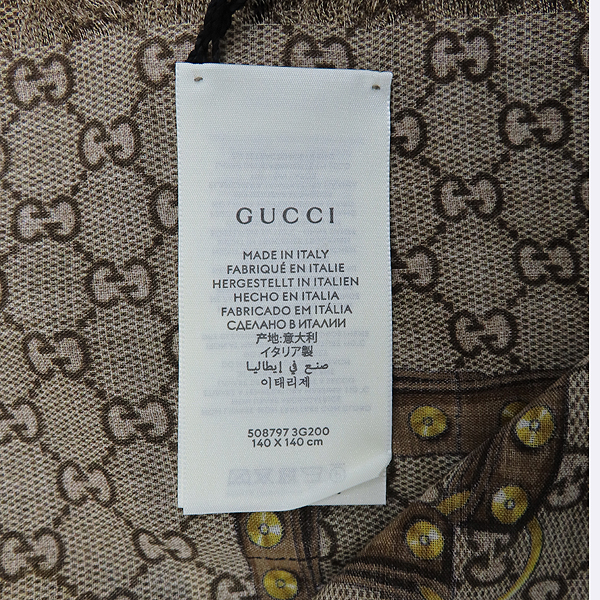 GUCCI
MADE IN ITALY
FABRIQUÉ EN ITALIE
HERGESTELLT IN ITALIEN
HECHO EN ITALIA
FABRICADO EM ITÁLIA
СДЕЛАНО В ИТАЛИИ
产地:意大利
イタリア製
صنع في إيطاليا
이태리제
508797 3G200
140 X 140 cm